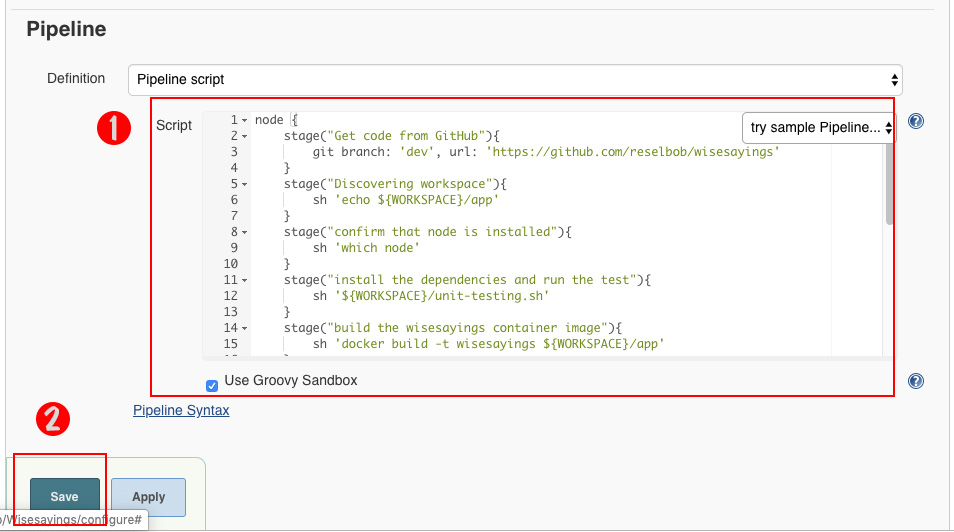 Pipeline
Definition
Pipeline script
1
Script
try sample Pipeline...
1 node {
2 stage("Get code from GitHub"){
3 git branch: 'dev', url: 'https://github.com/reselbob/wisesayings'
4 }
5 stage("Discovering workspace"){
6 sh 'echo ${WORKSPACE}/app'
7 }
8 stage("confirm that node is installed"){
9 sh 'which node'
10 }
11 stage("install the dependencies and run the test"){
12 sh '${WORKSPACE}/unit-testing.sh'
13 }
14 stage("build the wisesayings container image"){
15 sh 'docker build -t wisesayings ${WORKSPACE}/app'
Use Groovy Sandbox
Pipeline Syntax
2
Save Apply
/Wisesayings/configure#